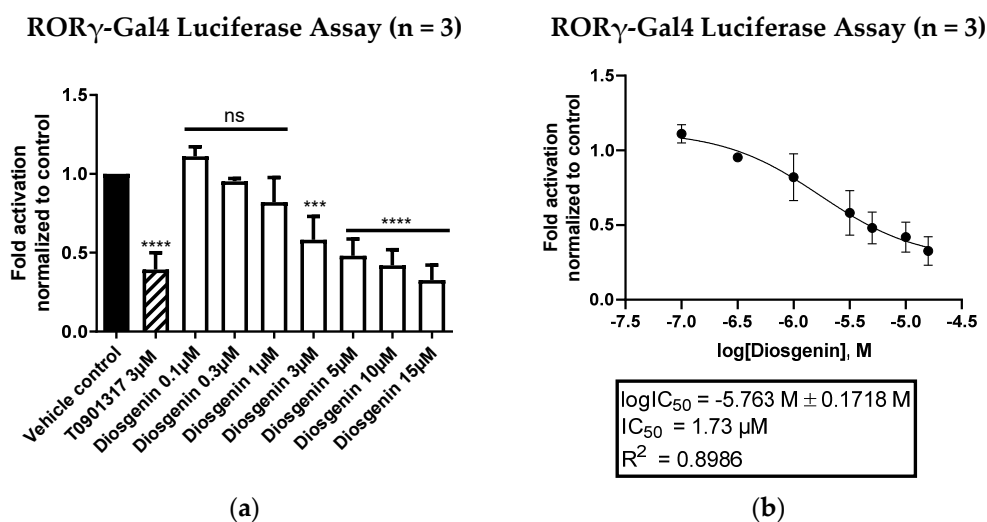 RORγ-Gal4 Luciferase Assay (n = 3)
Fold activation
normalized to control
1.5
1.0
0.5
0.0
ns
****
***
****
Vehicle control
T0901317 3µM
Diosgenin 0.1µM
Diosgenin 0.3µM
Diosgenin 1µM
Diosgenin 3µM
Diosgenin 5µM
Diosgenin 10µM
Diosgenin 15µM
(a)
RORγ-Gal4 Luciferase Assay (n = 3)
Fold activation
normalized to control
1.5
1.0
0.5
0.0
-7.5 -7.0 -6.5 -6.0 -5.5 -5.0 -4.5
log[Diosgenin], M
logIC50 = -5.763 M ± 0.1718 M
IC50 = 1.73 µM
R² = 0.8986
(b)